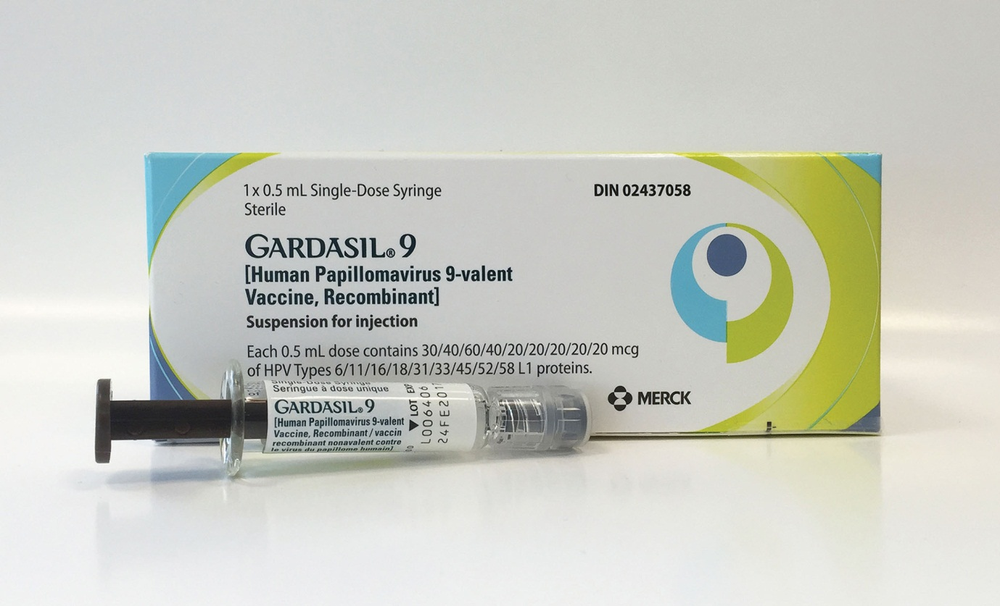 1 x 0.5 mL Single-Dose Syringe
Sterile
DIN 02437058
GARDASIL® 9
[Human Papillomavirus 9-valent
Vaccine, Recombinant]
Suspension for injection
Each 0.5 mL dose contains 30/40/60/40/20/20/20/20/20 mcg
of HPV Types 6/11/16/18/31/33/45/52/58 L1 proteins.
MERCK
Single-Dose Syringe
Seringue à dose unique
GARDASIL® 9
[Human Papillomavirus 9-valent
Vaccine, Recombinant / vaccin
recombinant nonavalent contre
le virus du papillome humain]
LOT EXP
L006406
24FE2017